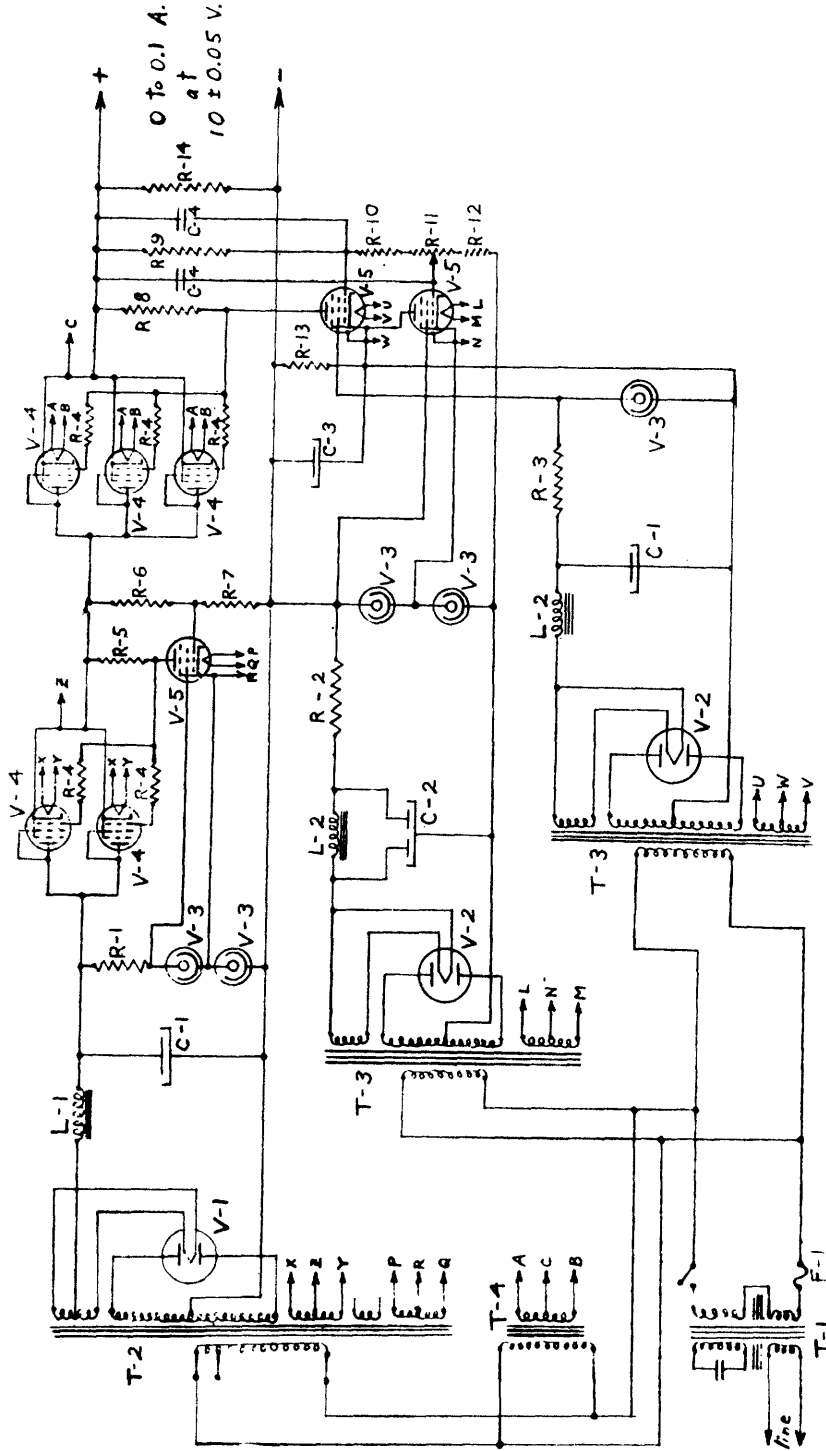 +
0 to 0.1 A.
at
10 ± 0.05 V.
-
R-14
C-4
R 9
C-4
R 8
R-10
R-11
R-12
V-5
V U
W
V-5
M L
N
R-13
C-3
C
V-4
A
B
R-4
A
B
R-4
V-4
A
B
R-4
V-4
R-6
R-7
R-5
V-5
R Q P
Z
V-4
X
Y
R-4
X
Y
R-4
V-4
R-1
V-3
V-3
C-1
L-1
V-1
T-2
X
Z
Y
P
R
Q
T-4
A
C
B
V-3
V-3
R-2
L-2
C-2
V-2
T-3
L
N
M
V-3
R-3
C-1
L-2
V-2
T-3
U
W
V
F-1
T-1
line